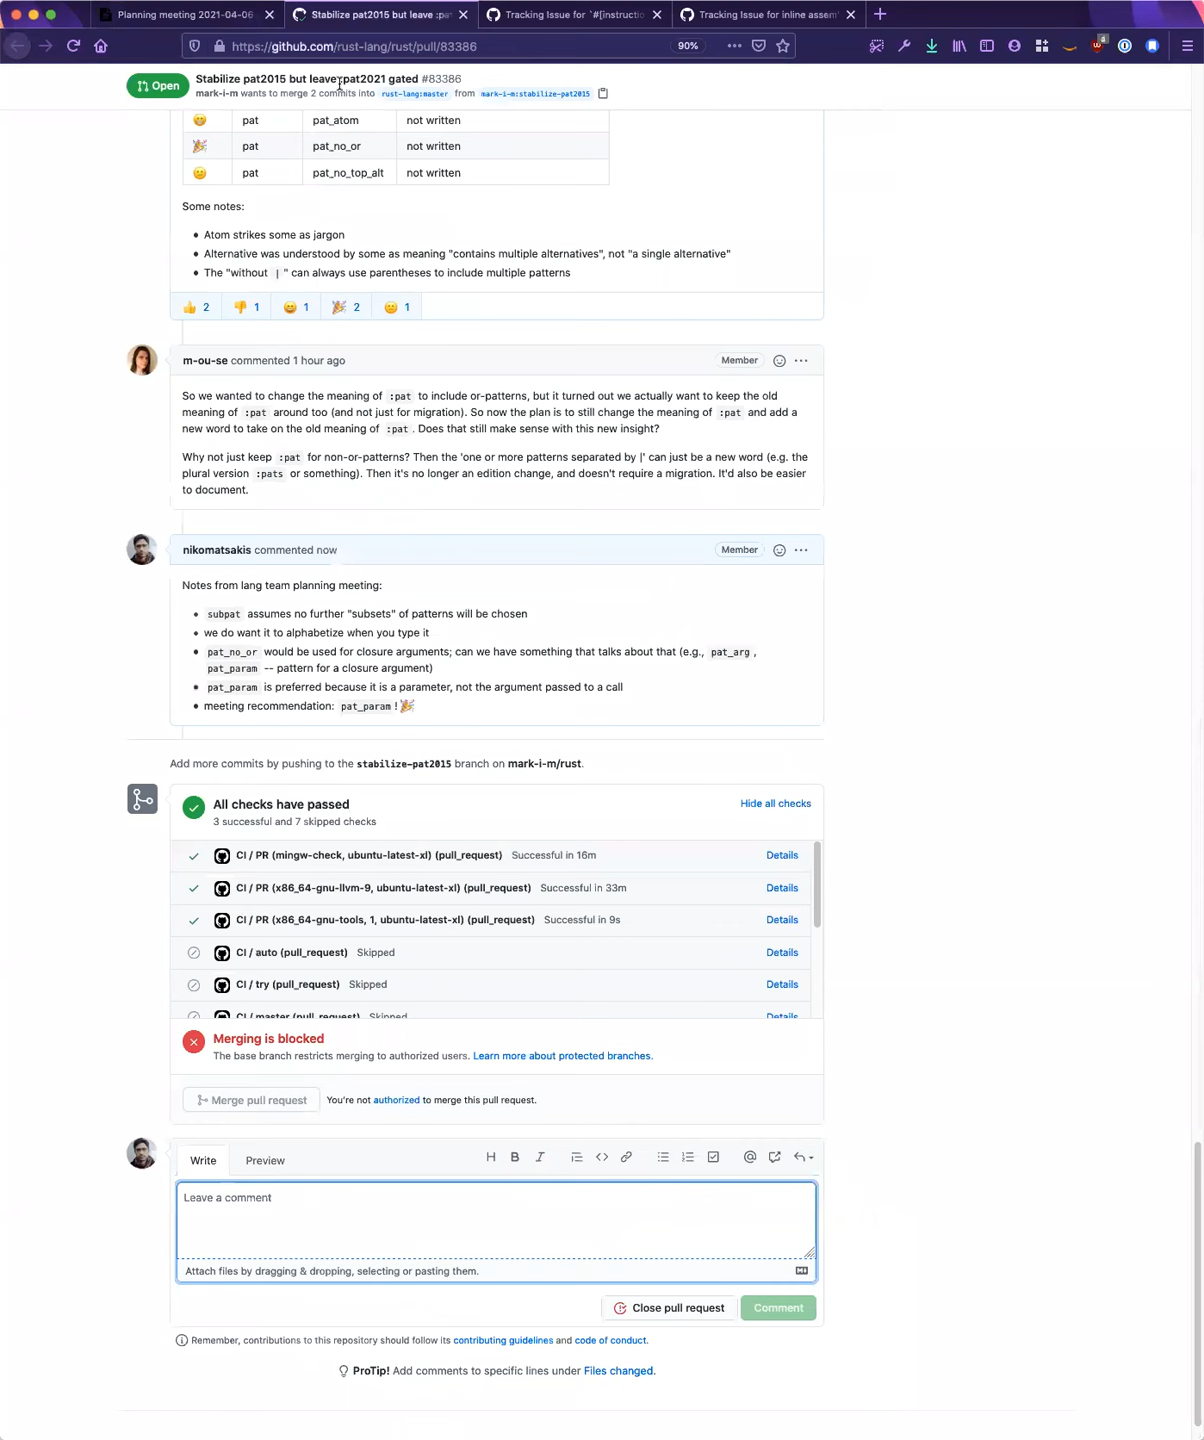 Planning meeting 2021-04-06
Stabilize pat2015 but leave :pat
Tracking Issue for `#[instructio
Tracking Issue for inline assem
https://github.com/rust-lang/rust/pull/83386
90%
Open
Stabilize pat2015 but leave :pat2021 gated #83386
mark-i-m wants to merge 2 commits into rust-lang:master from mark-i-m:stabilize-pat2015
pat pat_atom not written
pat pat_no_or not written
pat pat_no_top_alt not written
Some notes:
• Atom strikes some as jargon
• Alternative was understood by some as meaning "contains multiple alternatives", not "a single alternative"
• The "without | " can always use parentheses to include multiple patterns
👍 2 👎 1 😄 1 🎉 2 😕 1
m-ou-se commented 1 hour ago
Member
So we wanted to change the meaning of :pat to include or-patterns, but it turned out we actually want to keep the old
meaning of :pat around too (and not just for migration). So now the plan is to still change the meaning of :pat and add a
new word to take on the old meaning of :pat . Does that still make sense with this new insight?
Why not just keep :pat for non-or-patterns? Then the 'one or more patterns separated by |' can just be a new word (e.g. the
plural version :pats or something). Then it's no longer an edition change, and doesn't require a migration. It'd also be easier
to document.
nikomatsakis commented now
Member
Notes from lang team planning meeting:
• subpat assumes no further "subsets" of patterns will be chosen
• we do want it to alphabetize when you type it
• pat_no_or would be used for closure arguments; can we have something that talks about that (e.g., pat_arg ,
pat_param -- pattern for a closure argument)
• pat_param is preferred because it is a parameter, not the argument passed to a call
• meeting recommendation: pat_param ! 🎉
Add more commits by pushing to the stabilize-pat2015 branch on mark-i-m/rust.
All checks have passed
Hide all checks
3 successful and 7 skipped checks
CI / PR (mingw-check, ubuntu-latest-xl) (pull_request) Successful in 16m Details
CI / PR (x86_64-gnu-llvm-9, ubuntu-latest-xl) (pull_request) Successful in 33m Details
CI / PR (x86_64-gnu-tools, 1, ubuntu-latest-xl) (pull_request) Successful in 9s Details
CI / auto (pull_request) Skipped Details
CI / try (pull_request) Skipped Details
CI / master (pull_request) Skipped Details
Merging is blocked
The base branch restricts merging to authorized users. Learn more about protected branches.
Merge pull request
You're not authorized to merge this pull request.
Write
Preview
Leave a comment
Attach files by dragging & dropping, selecting or pasting them.
Close pull request
Comment
Remember, contributions to this repository should follow its contributing guidelines and code of conduct.
ProTip! Add comments to specific lines under Files changed.